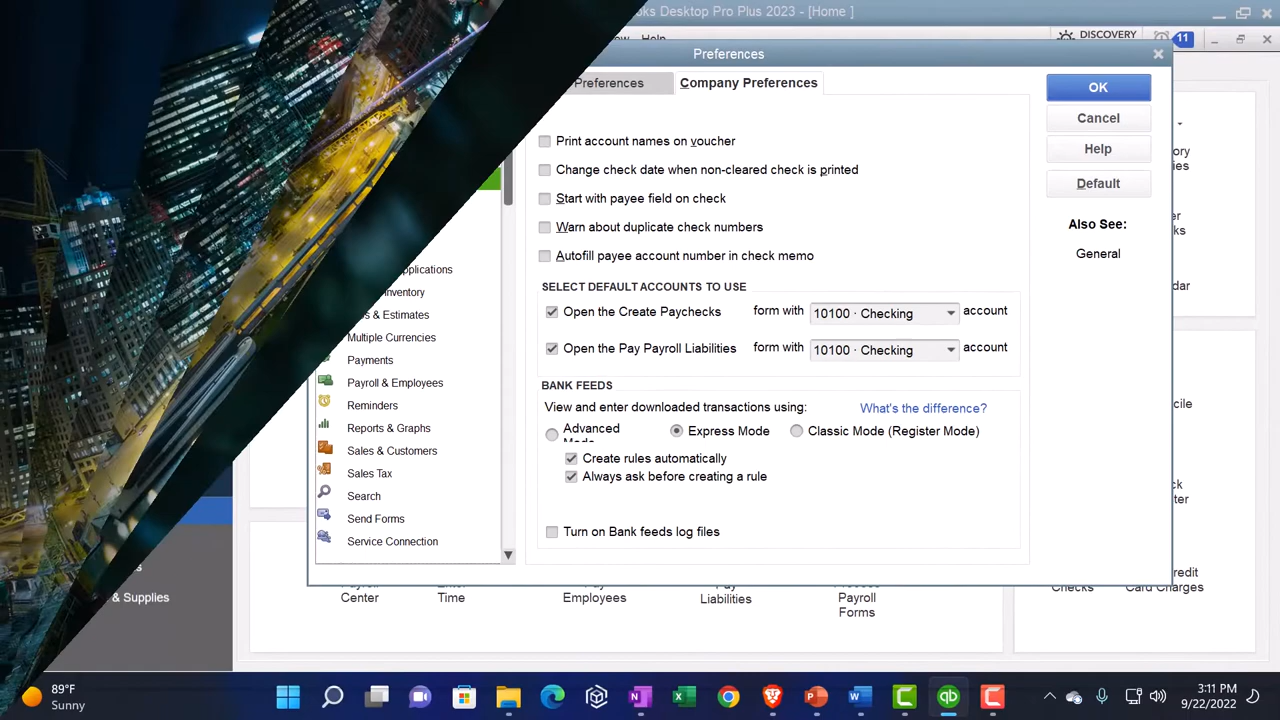 oks Desktop Pro Plus 2023 - [Home ]
Help
DISCOVERY
11
Preferences
Preferences
Company Preferences
OK
Cancel
Help
Default
Also See:
General
Print account names on voucher
Change check date when non-cleared check is printed
Start with payee field on check
Warn about duplicate check numbers
Autofill payee account number in check memo
SELECT DEFAULT ACCOUNTS TO USE
Open the Create Paychecks form with 10100 · Checking account
Open the Pay Payroll Liabilities form with 10100 · Checking account
BANK FEEDS
View and enter downloaded transactions using: What's the difference?
Advanced
Express Mode
Classic Mode (Register Mode)
Create rules automatically
Always ask before creating a rule
Turn on Bank feeds log files
pplications
Inventory
s & Estimates
Multiple Currencies
Payments
Payroll & Employees
Reminders
Reports & Graphs
Sales & Customers
Sales Tax
Search
Send Forms
Service Connection
& Supplies
Center
Time
Employees
Liabilities
Process
Payroll
Forms
Checks
Card Charges
89°F
Sunny
3:11 PM
9/22/2022